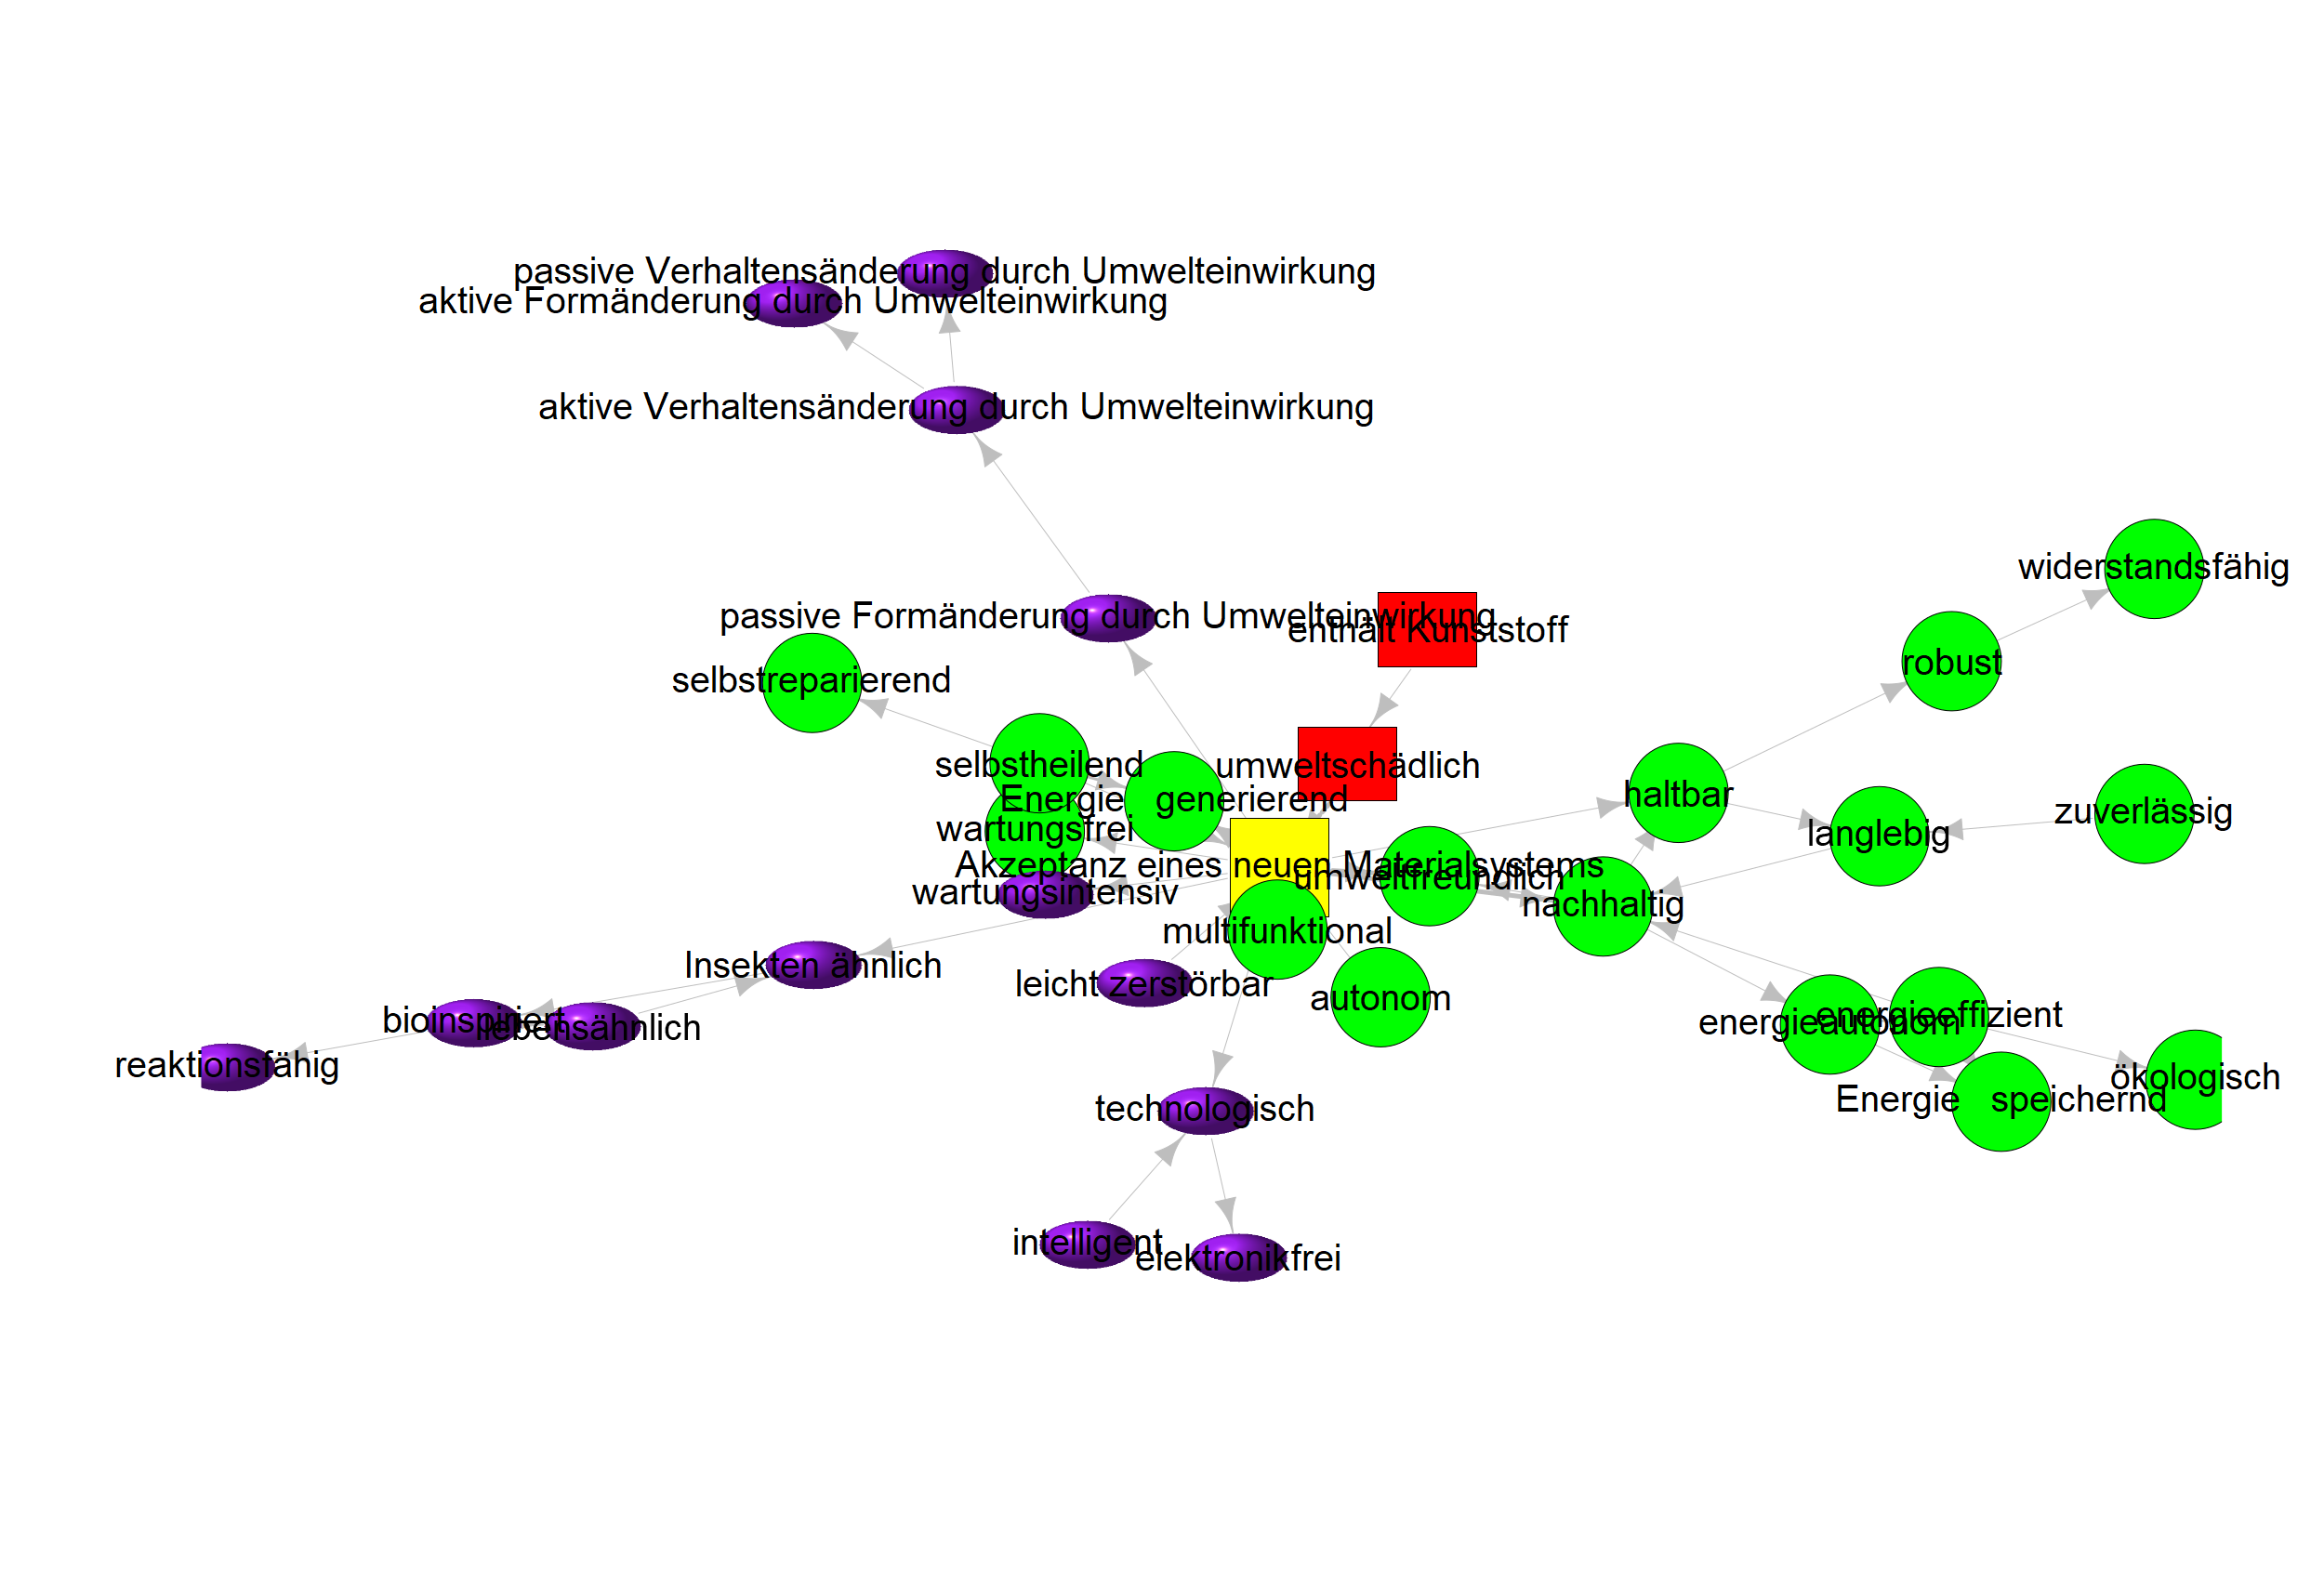 passive Verhaltensänderung durch Umwelteinwirkung
aktive Formänderung durch Umwelteinwirkung
aktive Verhaltensänderung durch Umwelteinwirkung
widerstandsfähig
passive Formänderung durch Umwelteinwirkung
enthält Kunststoff
robust
selbstreparierend
selbstheilend
umweltschädlich
Energie generierend
haltbar
zuverlässig
wartungsfrei
langlebig
Akzeptanz eines neuen Materialsystems
umweltfreundlich
wartungsintensiv
nachhaltig
multifunktional
Insekten ähnlich
leicht zerstörbar
autonom
bioinspiriert
lebensähnlich
energieautonom
energieeffizient
reaktionsfähig
ökologisch
Energie speichernd
technologisch
intelligent
elektronikfrei